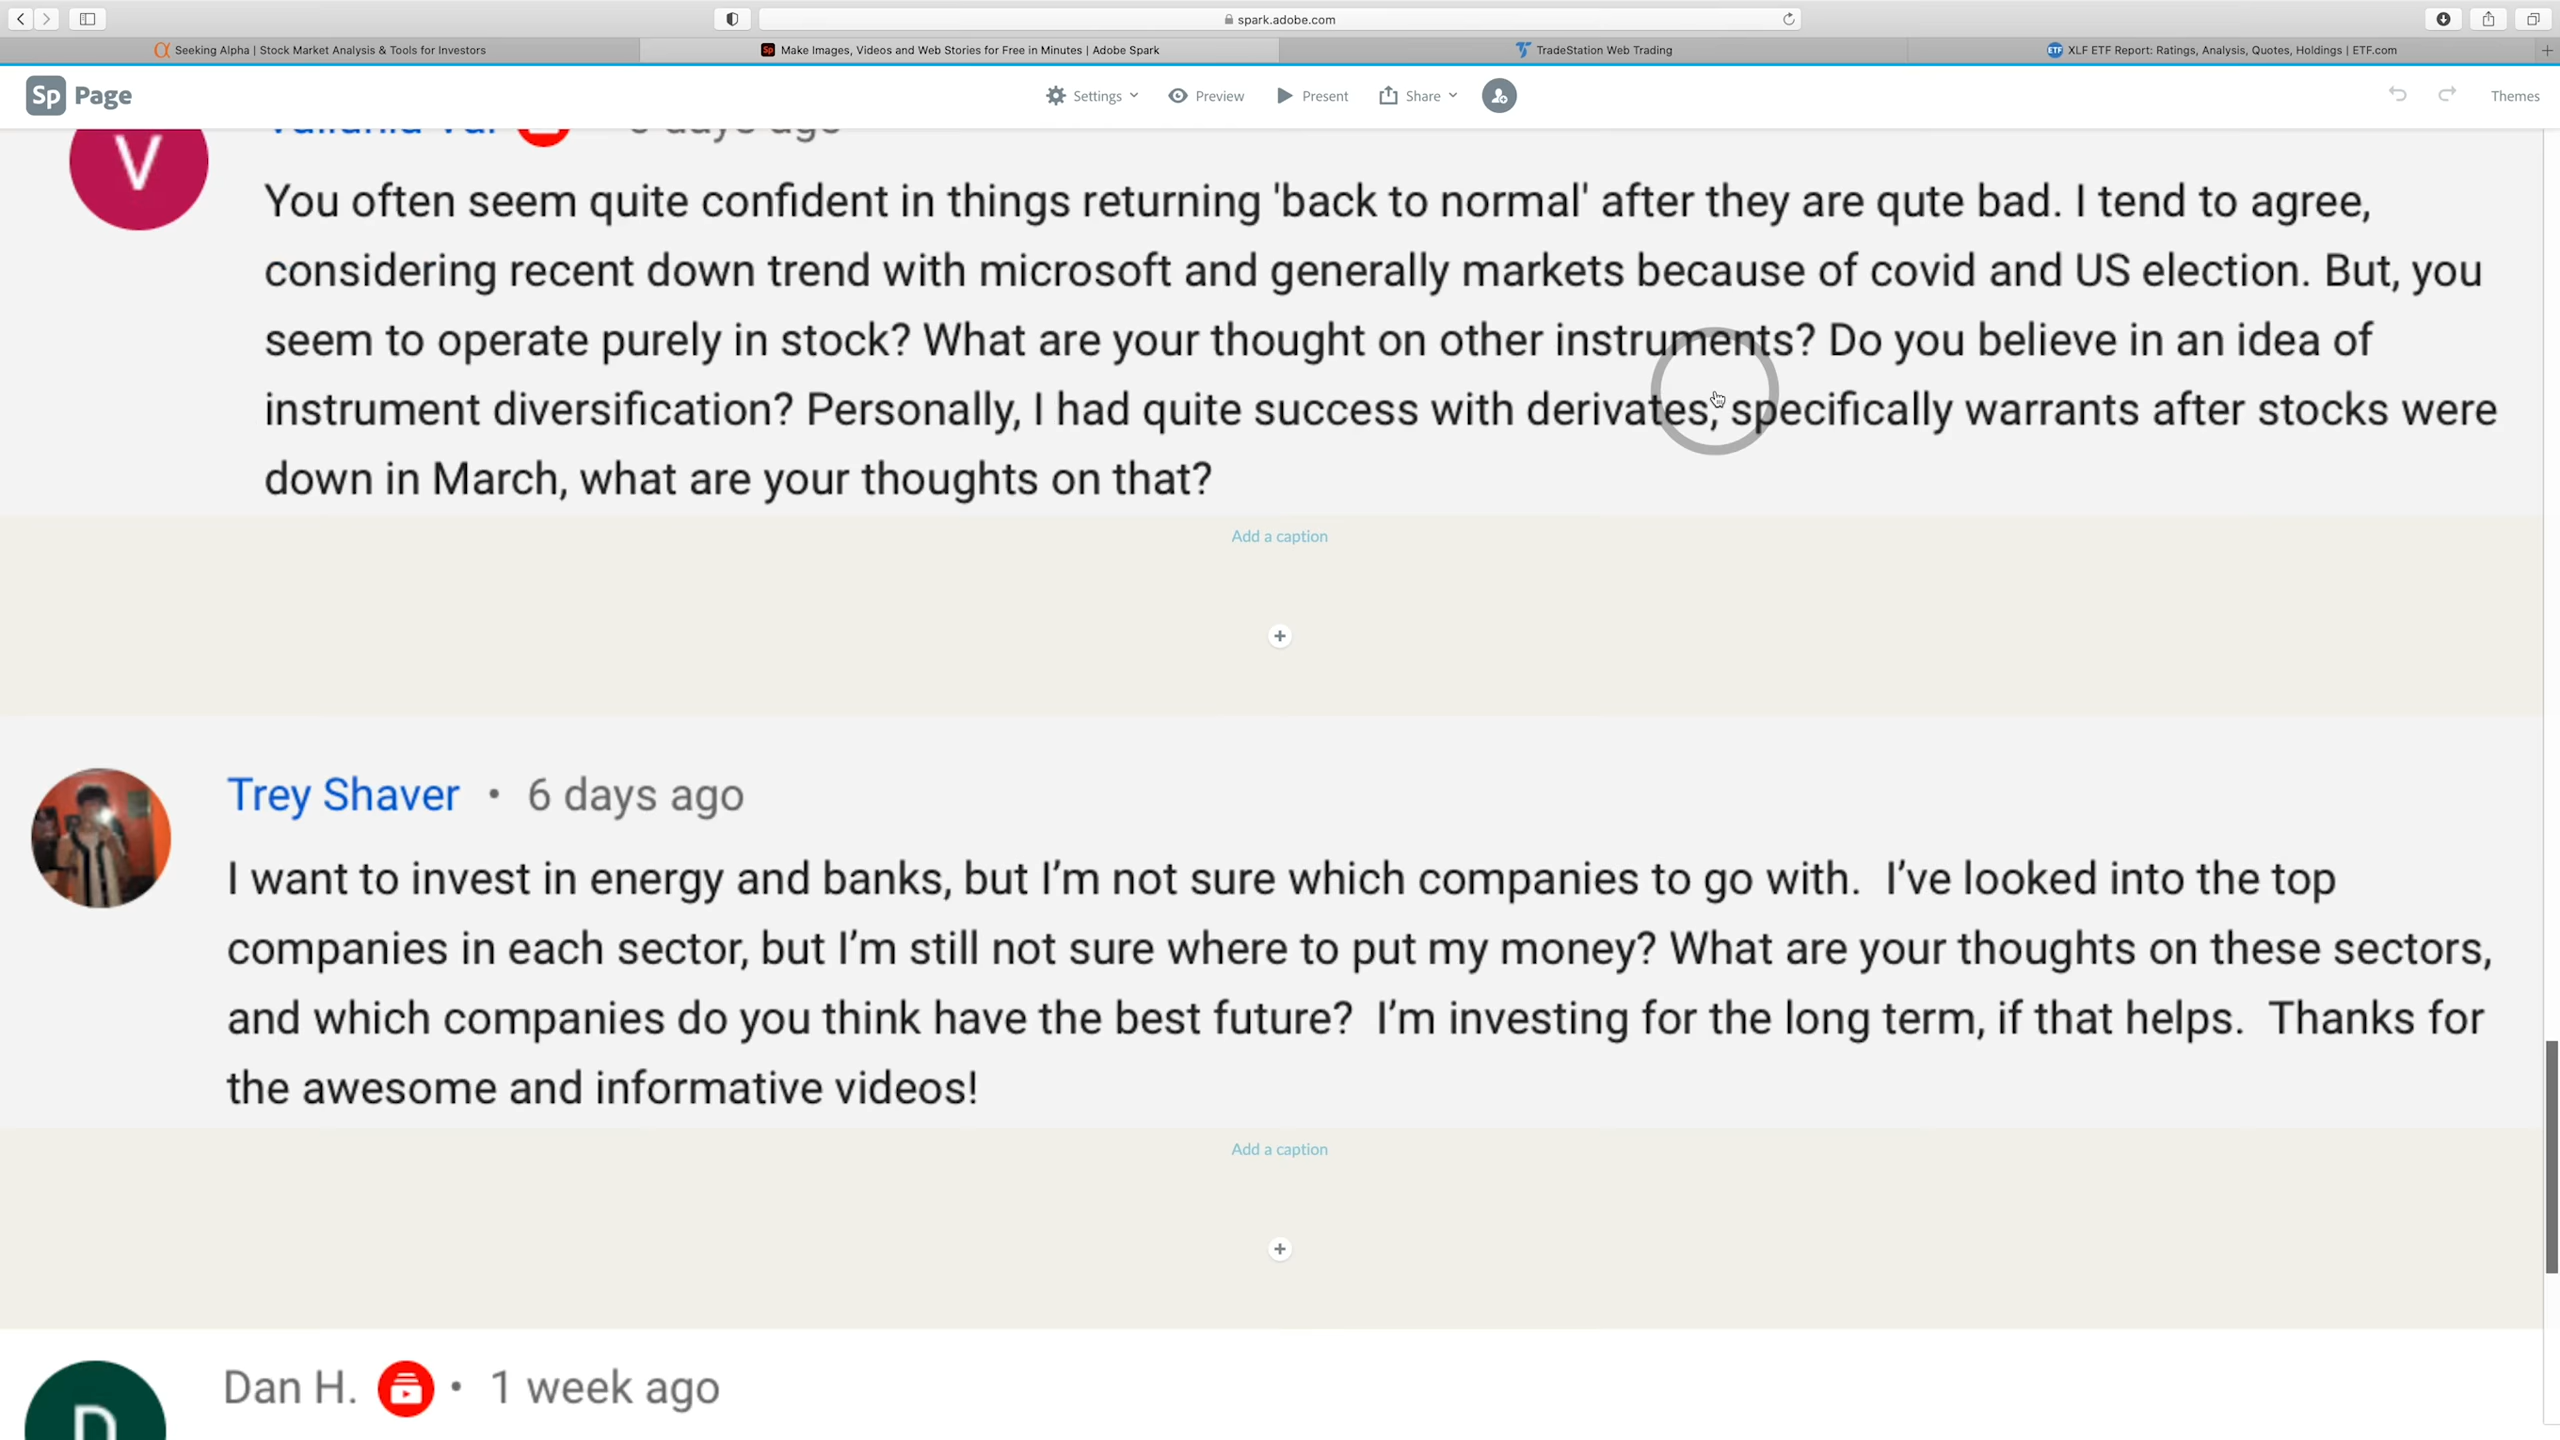 spark.adobe.com
Seeking Alpha | Stock Market Analysis & Tools for Investors
Sp Make Images, Videos and Web Stories for Free in Minutes | Adobe Spark
TradeStation Web Trading
ETF XLF ETF Report: Ratings, Analysis, Quotes, Holdings | ETF.com
Sp Page
Settings
Preview
Present
Share
Themes
days ago
V
You often seem quite confident in things returning 'back to normal' after they are qute bad. I tend to agree,
considering recent down trend with microsoft and generally markets because of covid and US election. But, you
seem to operate purely in stock? What are your thought on other instruments? Do you believe in an idea of
instrument diversification? Personally, I had quite success with derivates, specifically warrants after stocks were
down in March, what are your thoughts on that?
Add a caption
Trey Shaver • 6 days ago
I want to invest in energy and banks, but I'm not sure which companies to go with. I've looked into the top
companies in each sector, but I'm still not sure where to put my money? What are your thoughts on these sectors,
and which companies do you think have the best future? I'm investing for the long term, if that helps. Thanks for
the awesome and informative videos!
Add a caption
Dan H. • 1 week ago
D